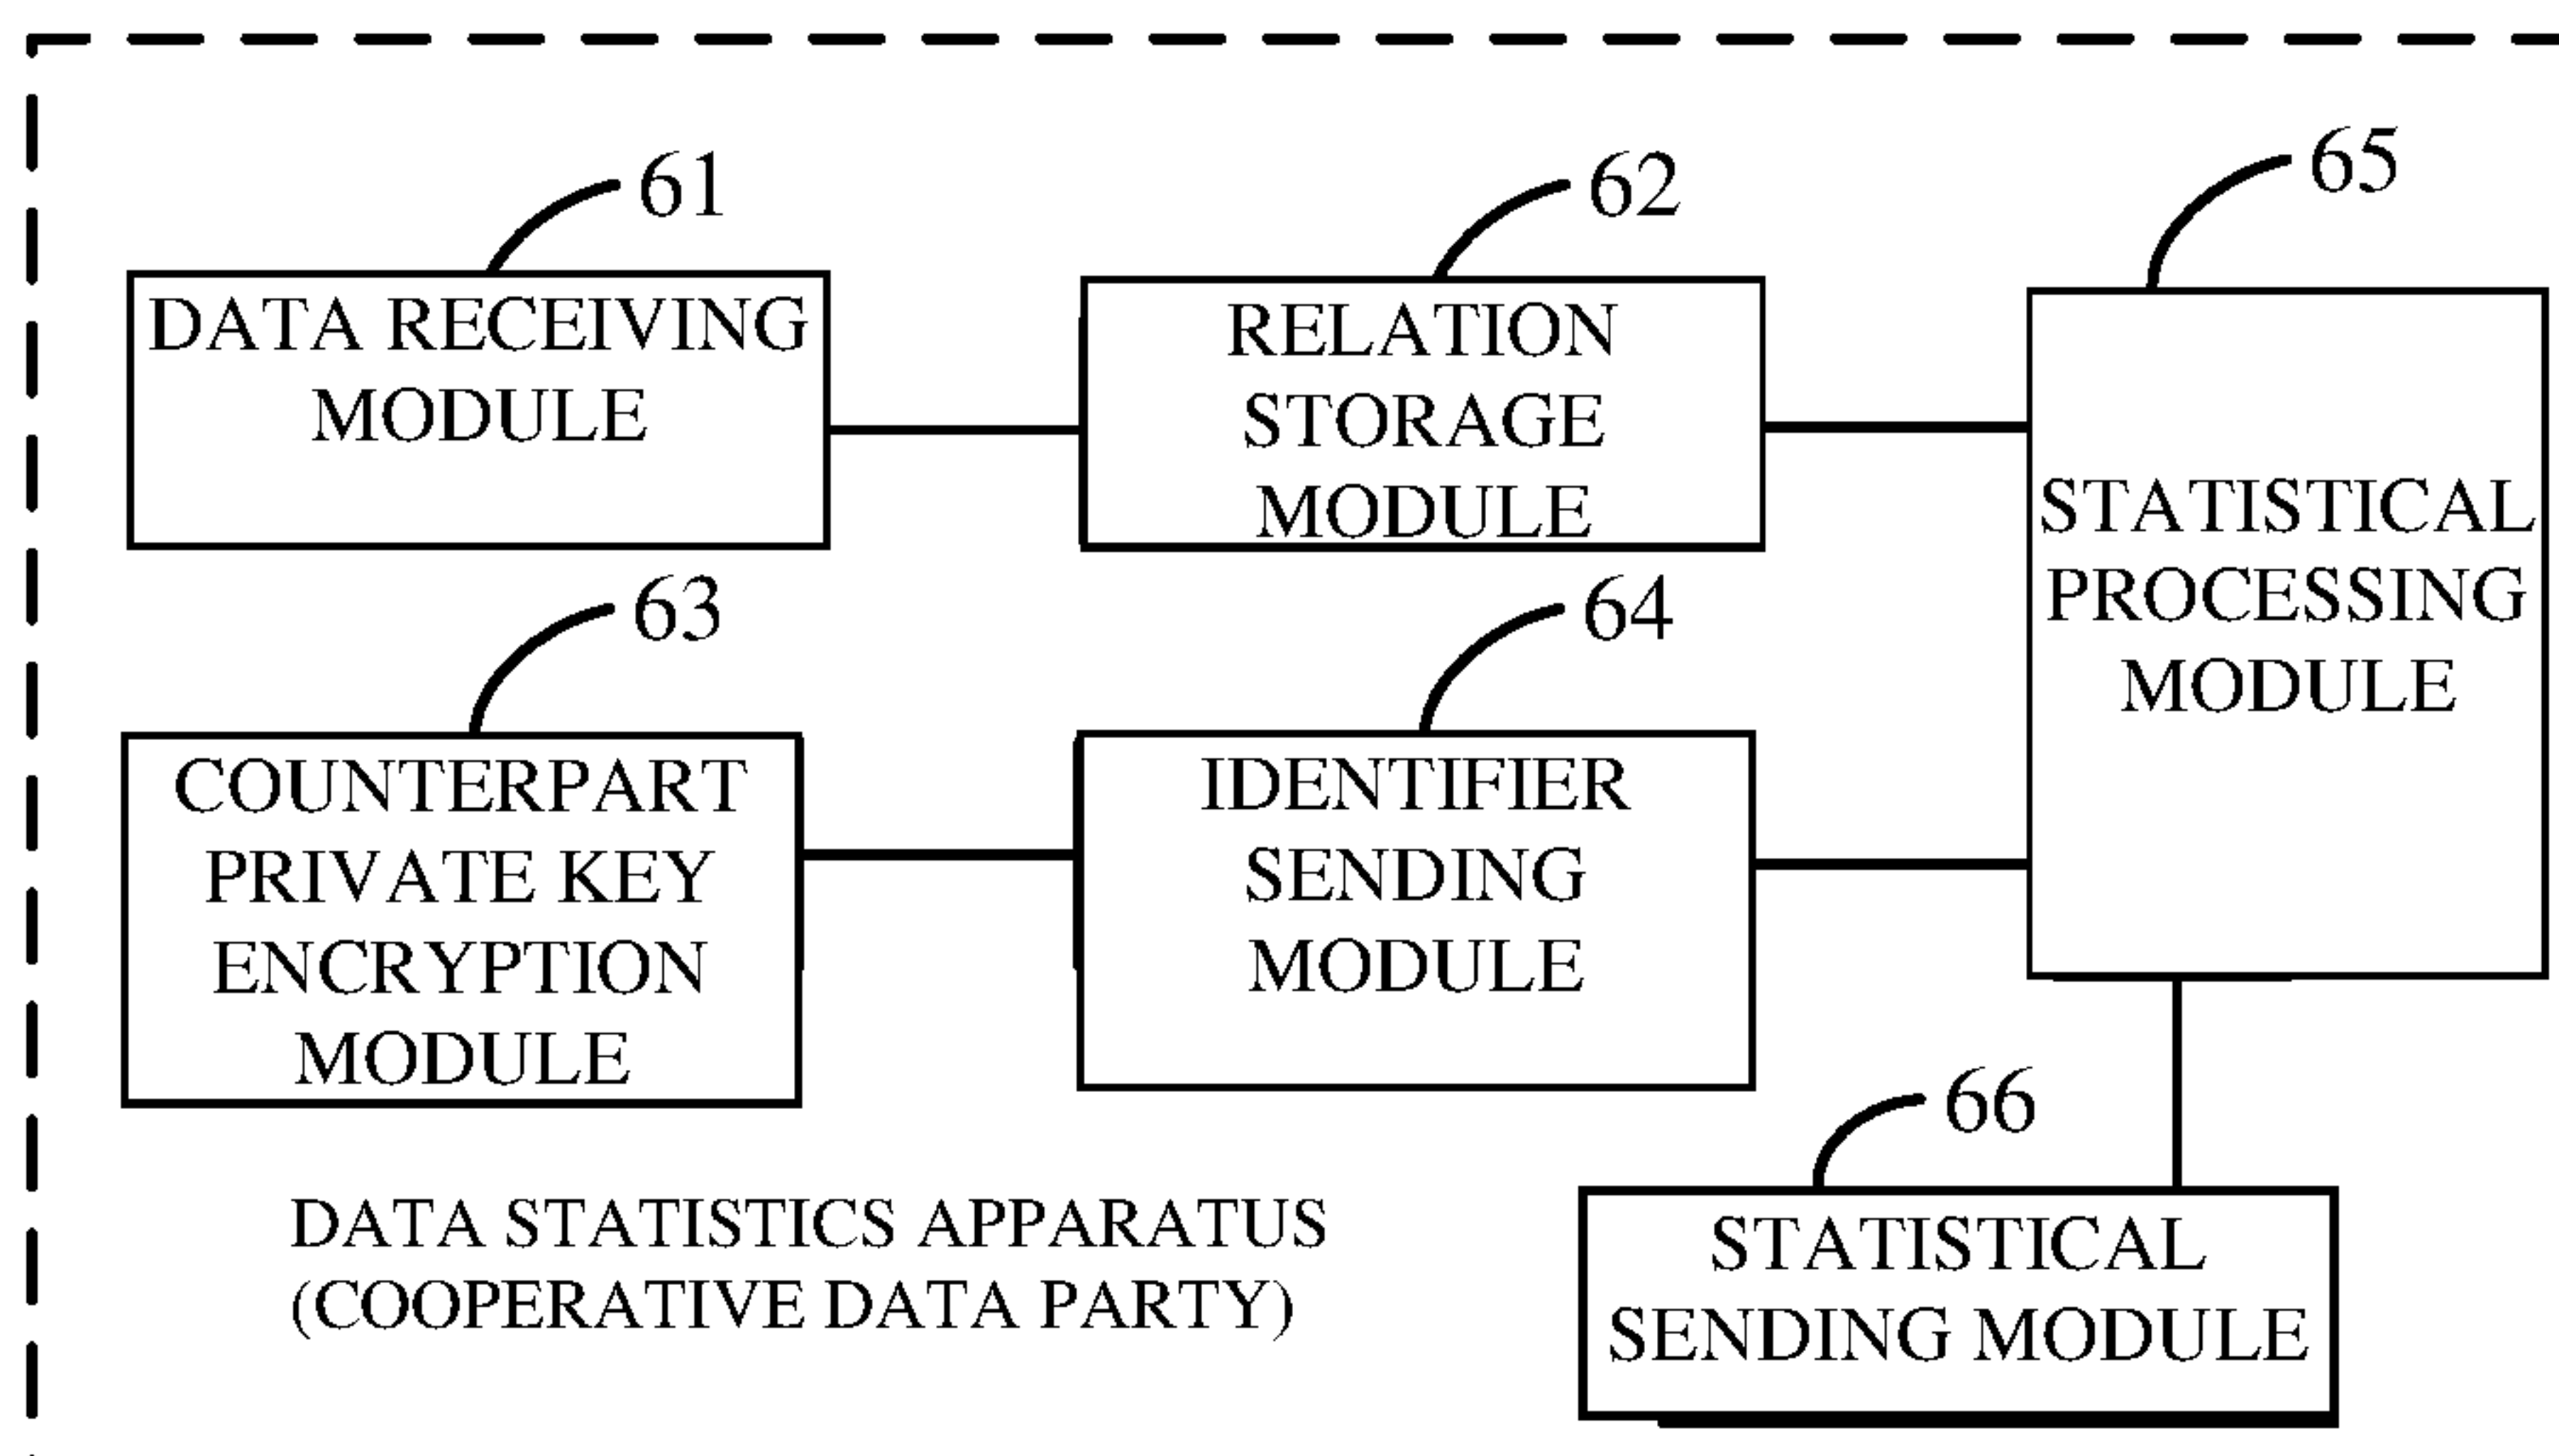 61
62
65
DATA RECEIVING
MODULE
RELATION
STORAGE
MODULE
STATISTICAL
PROCESSING
MODULE
63
64
COUNTERPART
PRIVATE KEY
ENCRYPTION
MODULE
IDENTIFIER
SENDING
MODULE
66
DATA STATISTICS APPARATUS
(COOPERATIVE DATA PARTY)
STATISTICAL
SENDING MODULE